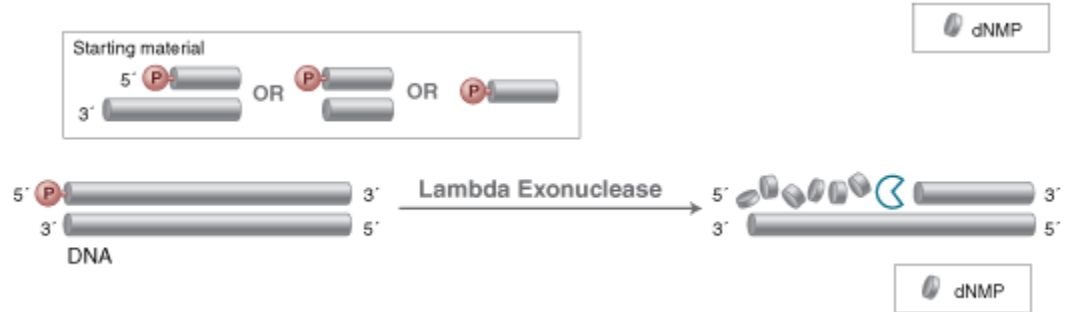 dNMP
Starting material
5´ P OR P OR P
3´
5´ P 3´ Lambda Exonuclease 5´ 3´
3´ 5´ 3´ 5´
DNA
dNMP